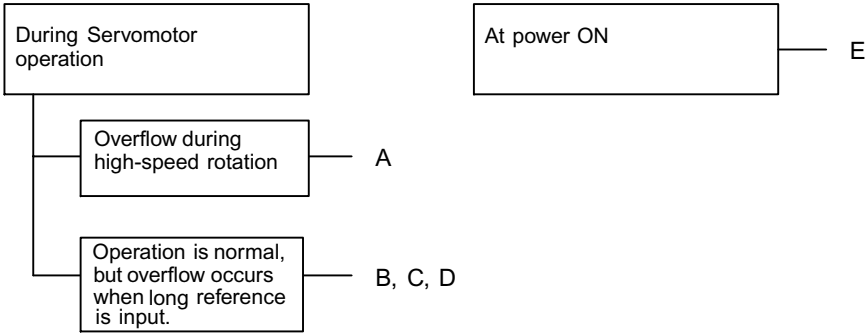 During Servomotor
operation
At power ON
E
Overflow during
high-speed rotation
A
Operation is normal,
but overflow occurs
when long reference
is input.
B, C, D